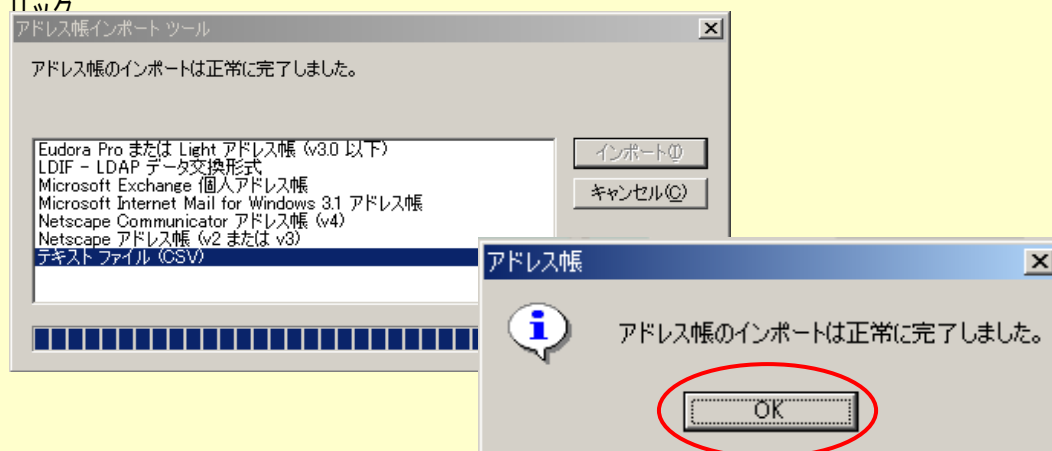 リック
アドレス帳インポート ツール
アドレス帳のインポートは正常に完了しました。
Eudora Pro または Light アドレス帳 (v3.0 以下)
LDIF - LDAP データ交換形式
Microsoft Exchange 個人アドレス帳
Microsoft Internet Mail for Windows 3.1 アドレス帳
Netscape Communicator アドレス帳 (v4)
Netscape アドレス帳 (v2 または v3)
テキスト ファイル (CSV)
インポート(I)
キャンセル(C)
アドレス帳
アドレス帳のインポートは正常に完了しました。
OK